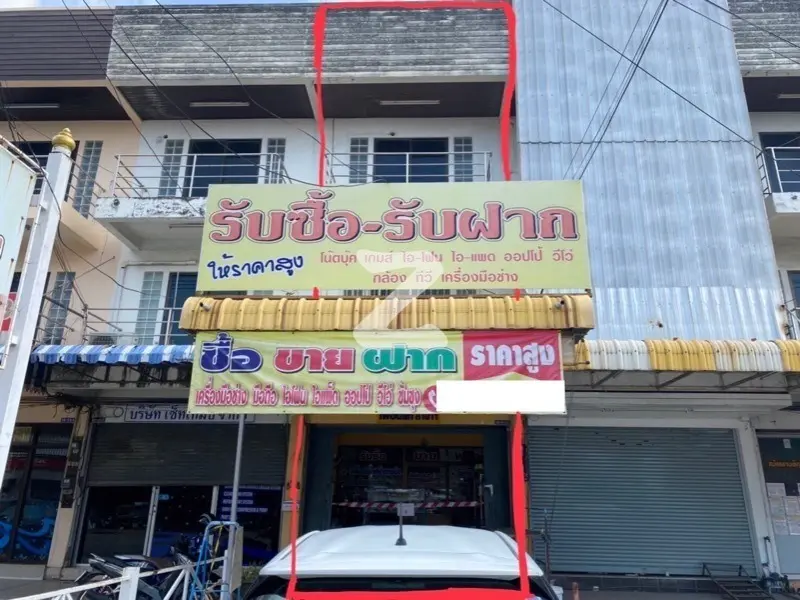 รับซื้อ-รับฝาก
ให้ราคาสูง
โน้ตบุ๊ค เกมส์ ไอ-โฟน ไอ-แพด ออปโป้ วีโว่
กล้อง ทีวี เครื่องมือช่าง
Z
ซื้อ ขาย ฝาก ราคาสูง
เครื่องมือช่าง มือถือ ไอโฟน ไอแพ็ด ออปโป้ วีโว่ ซัมซุง
บริษัท